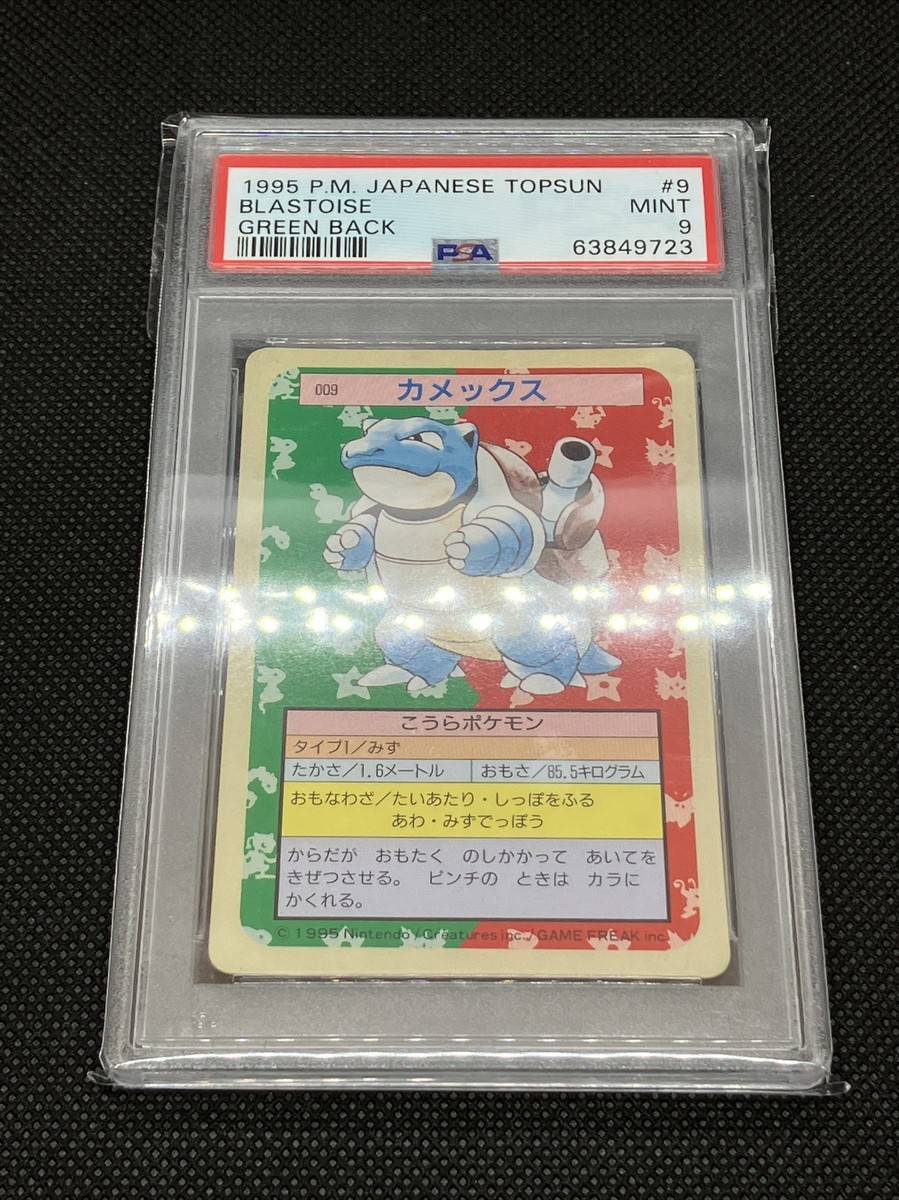 1995 P.M. JAPANESE TOPSUN #9
BLASTOISE MINT
GREEN BACK 9
PSA 63849723
009 カメックス
こうらポケモン
タイプ1/みず
たかさ/1.6メートル おもさ/85.5キログラム
おもなわざ/たいあたり・しっぽをふる
あわ・みずでっぽう
からだが おもたく のしかかって あいてを
きぜつさせる。 ピンチの ときは カラに
かくれる。
© 1995 Nintendo/Creatures inc./GAME FREAK inc.